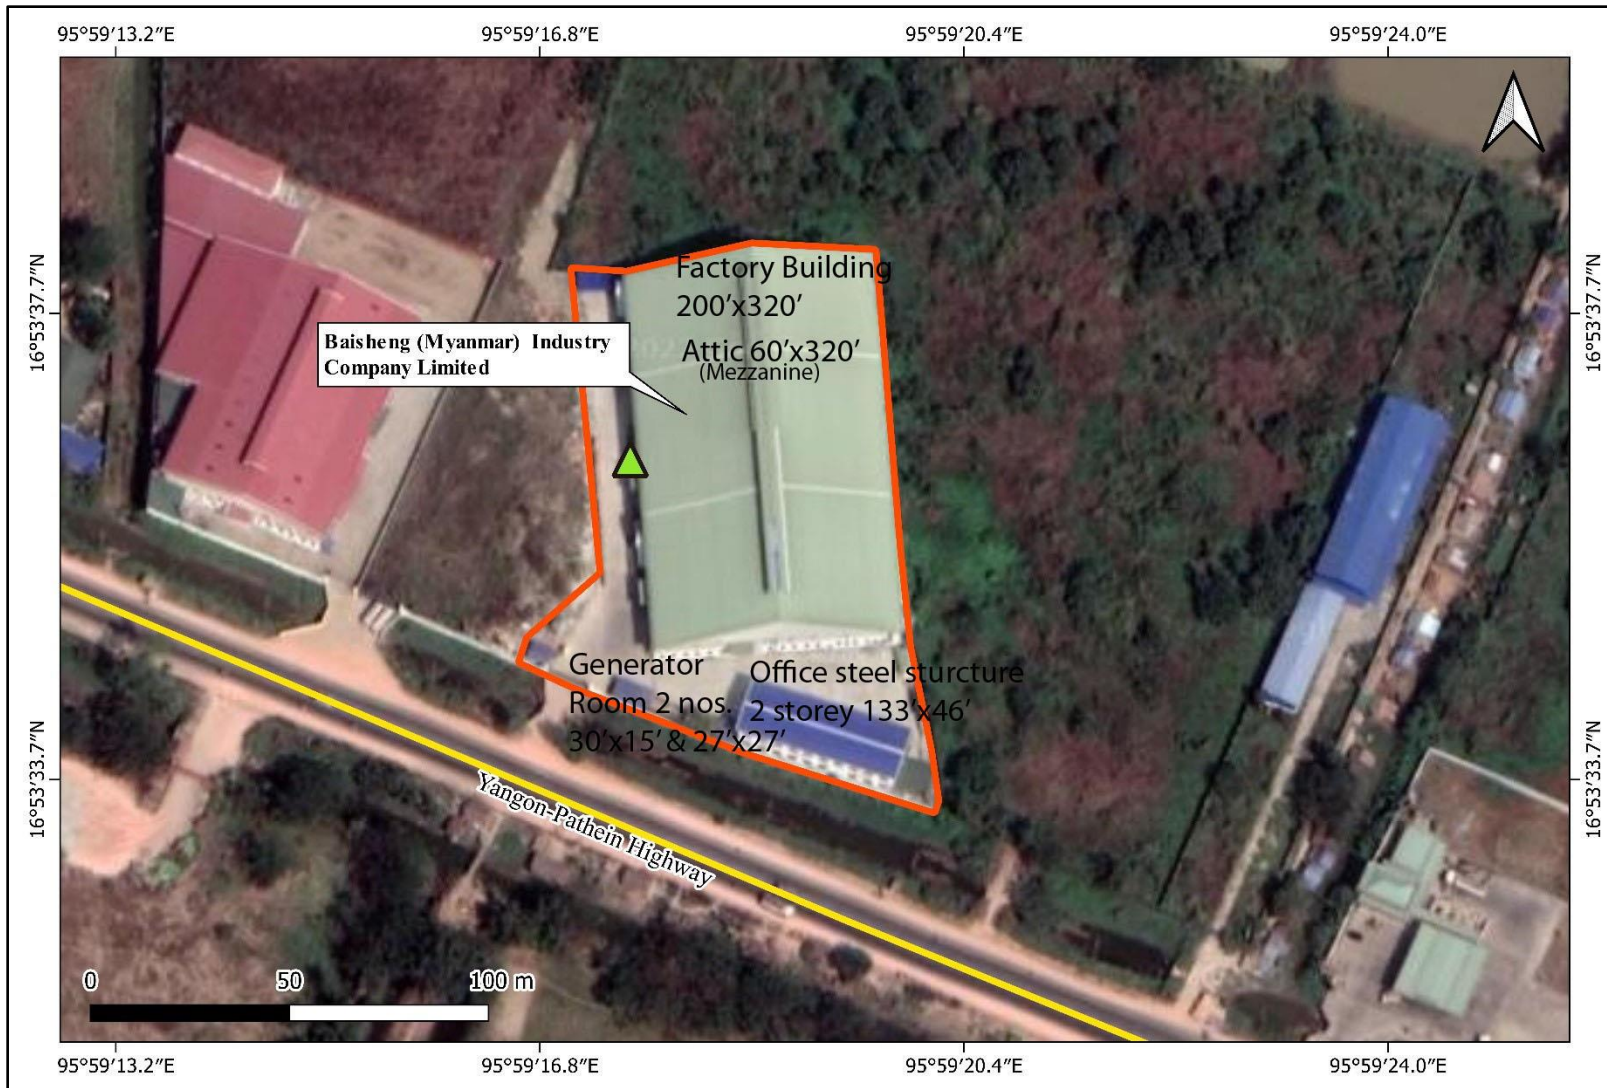 95°59'13.2"E
95°59'16.8"E
95°59'20.4"E
95°59'24.0"E
16°53'37.7"N
16°53'37.7"N
Factory Building
200'x320'
Attic 60'x320'
(Mezzanine)
Baisheng (Myanmar) Industry
Company Limited
Generator
Room 2 nos.
30'x15' & 27'x27'
Office steel sturcture
2 storey 133'x46'
16°53'33.7"N
16°53'33.7"N
Yangon-Pathein Highway
0 50 100 m
95°59'13.2"E
95°59'16.8"E
95°59'20.4"E
95°59'24.0"E